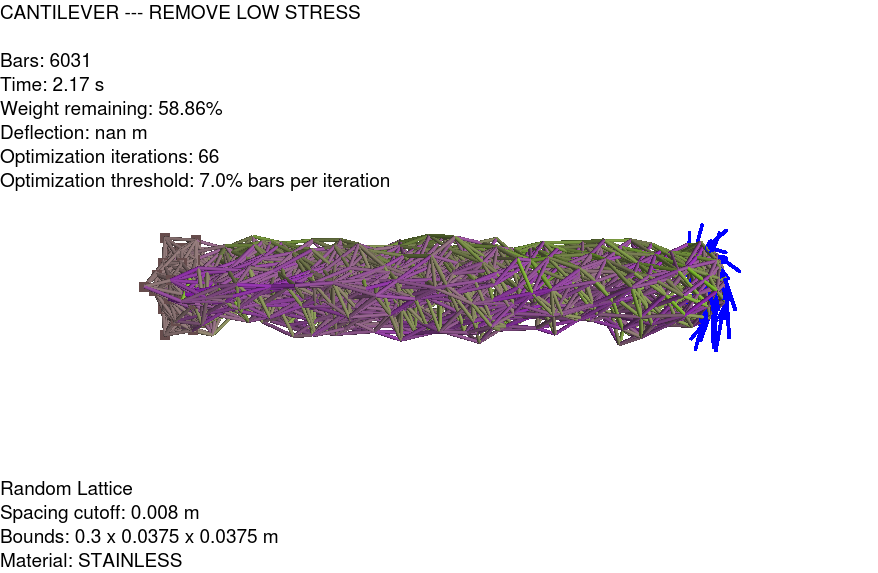 CANTILEVER --- REMOVE LOW STRESS
Bars: 6031
Time: 2.17 s
Weight remaining: 58.86%
Deflection: nan m
Optimization iterations: 66
Optimization threshold: 7.0% bars per iteration
Random Lattice
Spacing cutoff: 0.008 m
Bounds: 0.3 x 0.0375 x 0.0375 m
Material: STAINLESS